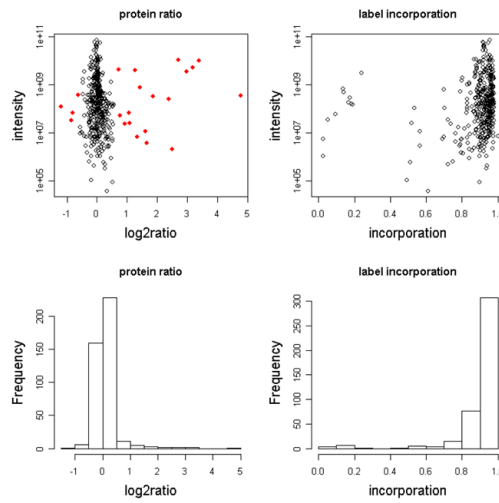 protein ratio
label incorporation
intensity
1e+05 1e+07 1e+09 1e+11
-1 0 1 2 3 4 5
log2ratio
intensity
1e+05 1e+07 1e+09 1e+11
0.0 0.2 0.4 0.6 0.8 1.0
incorporation
protein ratio
label incorporation
Frequency
0 50 100 150 200
-1 0 1 2 3 4 5
log2ratio
Frequency
0 50 100 150 200 250 300
0.0 0.2 0.4 0.6 0.8 1.0
incorporation